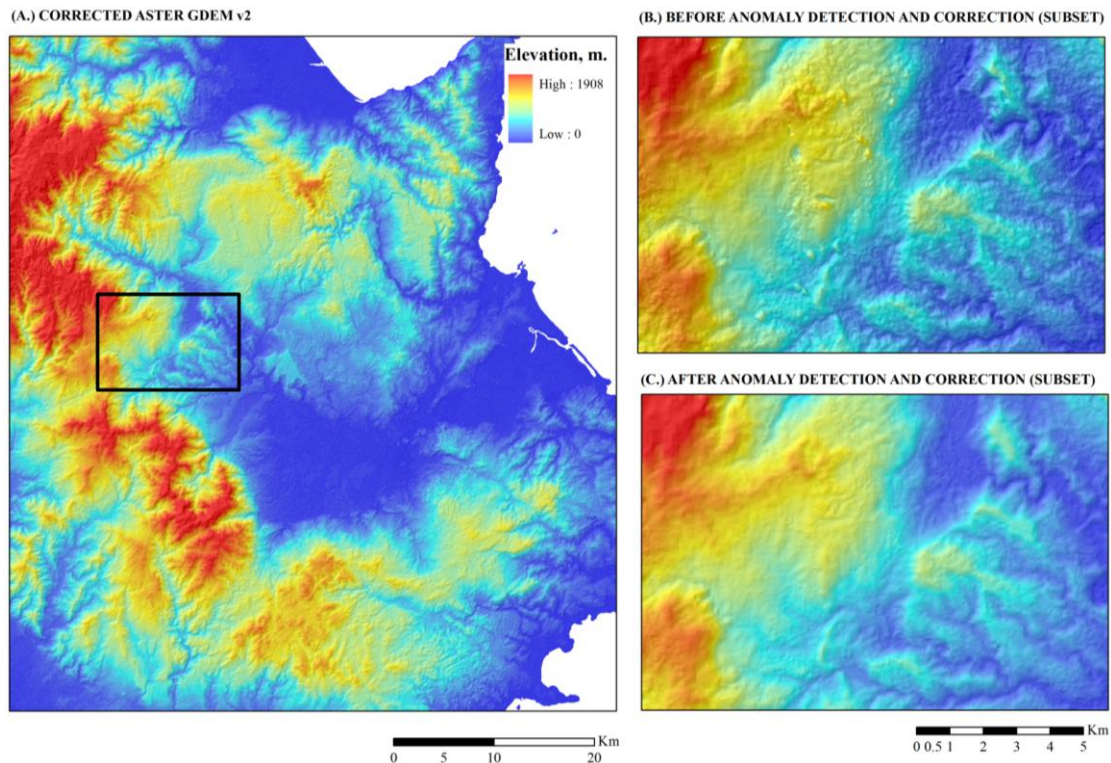 (A.) CORRECTED ASTER GDEM v2
Elevation, m.
High : 1908
Low : 0
Km
0 5 10 20
(B.) BEFORE ANOMALY DETECTION AND CORRECTION (SUBSET)
(C.) AFTER ANOMALY DETECTION AND CORRECTION (SUBSET)
Km
0 0.5 1 2 3 4 5